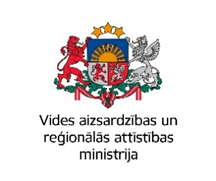 Vides aizsardzības un
reģionālās attīstības
ministrija